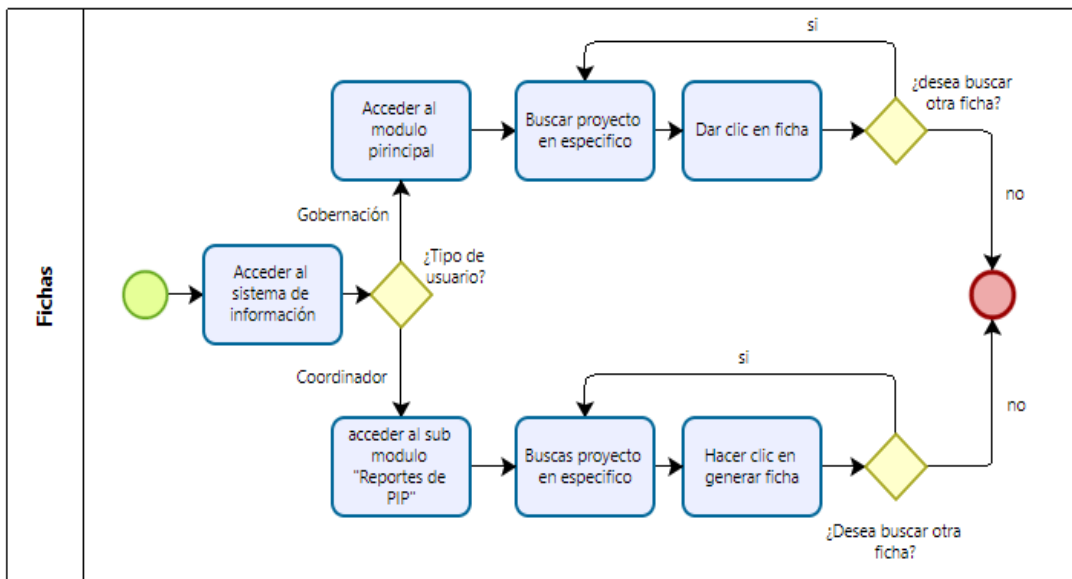 Fichas
Acceder al
sistema de
información
¿Tipo de
usuario?
Gobernación
Acceder al
modulo
pirincipal
Buscar proyecto
en especifico
Dar clic en ficha
¿desea buscar
otra ficha?
si
no
Coordinador
acceder al sub
modulo
"Reportes de
PIP"
Buscas proyecto
en especifico
Hacer clic en
generar ficha
¿Desea buscar otra
ficha?
si
no